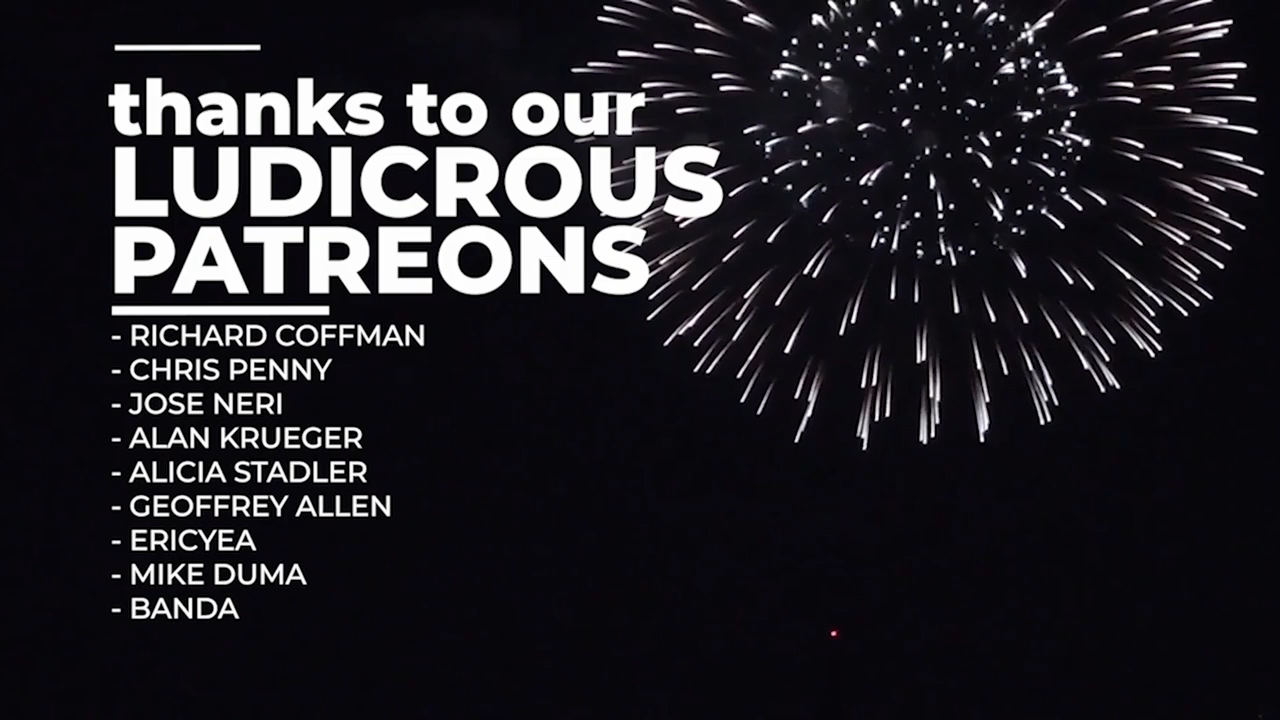 thanks to our
LUDICROUS
PATREONS
- RICHARD COFFMAN
- CHRIS PENNY
- JOSE NERI
- ALAN KRUEGER
- ALICIA STADLER
- GEOFFREY ALLEN
- ERICYEA
- MIKE DUMA
- BANDA